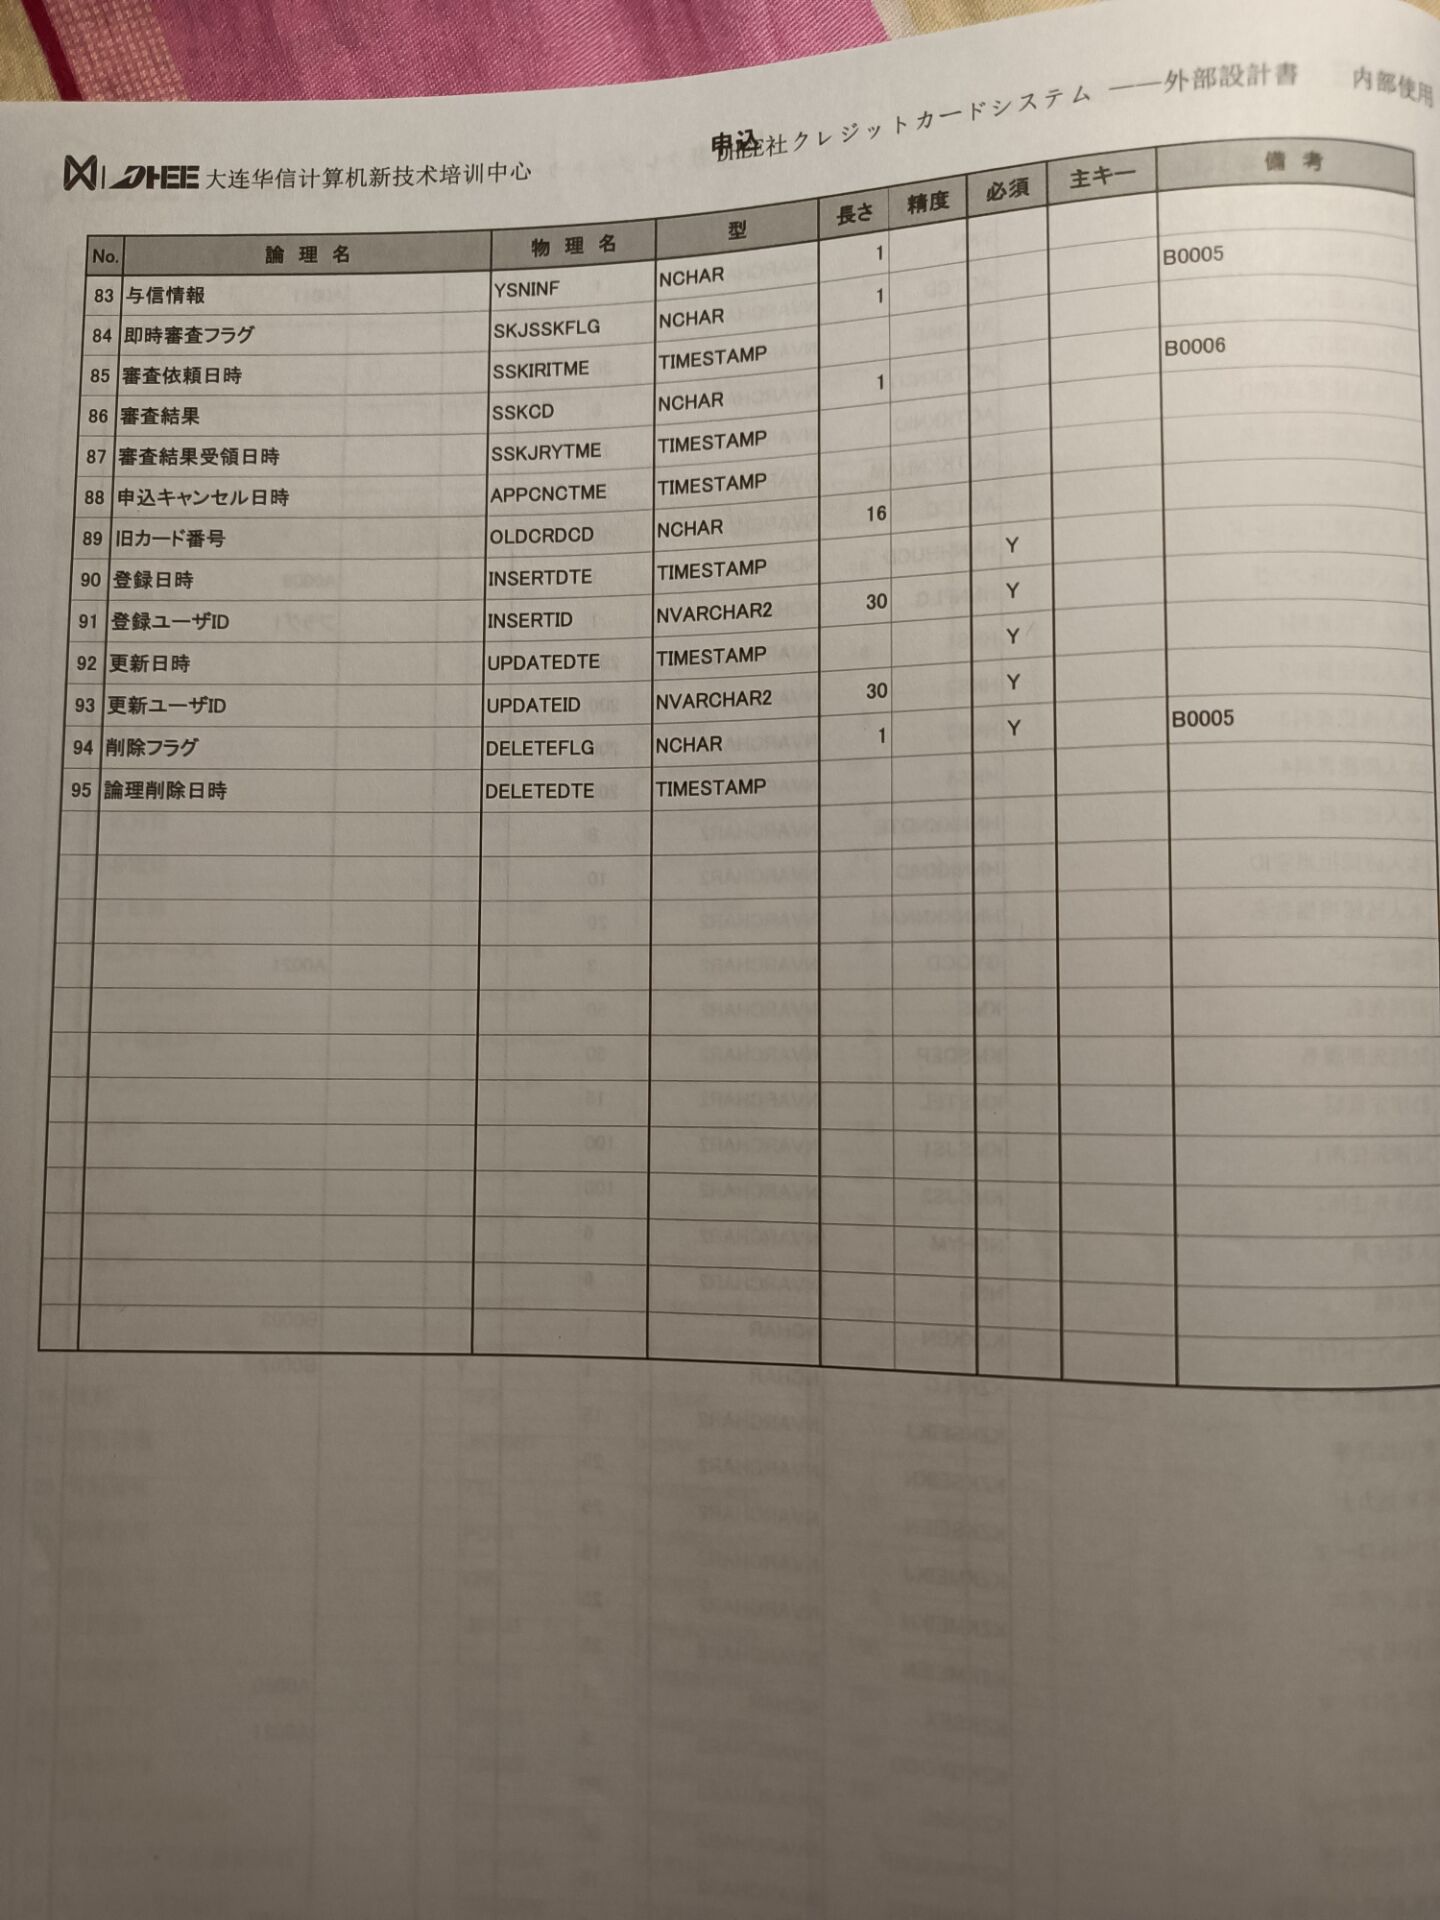 DHEE 大连华信计算机新技术培训中心
申込
DHEE社クレジットカードシステム ——外部設計書 内部使用
No. 論理名 物理名 型 長さ 精度 必須 主キー 備考
83 与信情報 YSNINF NCHAR 1
84 即時審査フラグ SKJSSKFLG NCHAR 1 B0005
85 審査依頼日時 SSKIRITME TIMESTAMP
86 審査結果 SSKCD NCHAR 1 B0006
87 審査結果受領日時 SSKJRYTME TIMESTAMP
88 申込キャンセル日時 APPCNCTME TIMESTAMP
89 旧カード番号 OLDCRDCD NCHAR 16
90 登録日時 INSERTDTE TIMESTAMP Y
91 登録ユーザID INSERTID NVARCHAR2 30 Y
92 更新日時 UPDATEDTE TIMESTAMP Y
93 更新ユーザID UPDATEID NVARCHAR2 30 Y
94 削除フラグ DELETEFLG NCHAR 1 Y B0005
95 論理削除日時 DELETEDTE TIMESTAMP